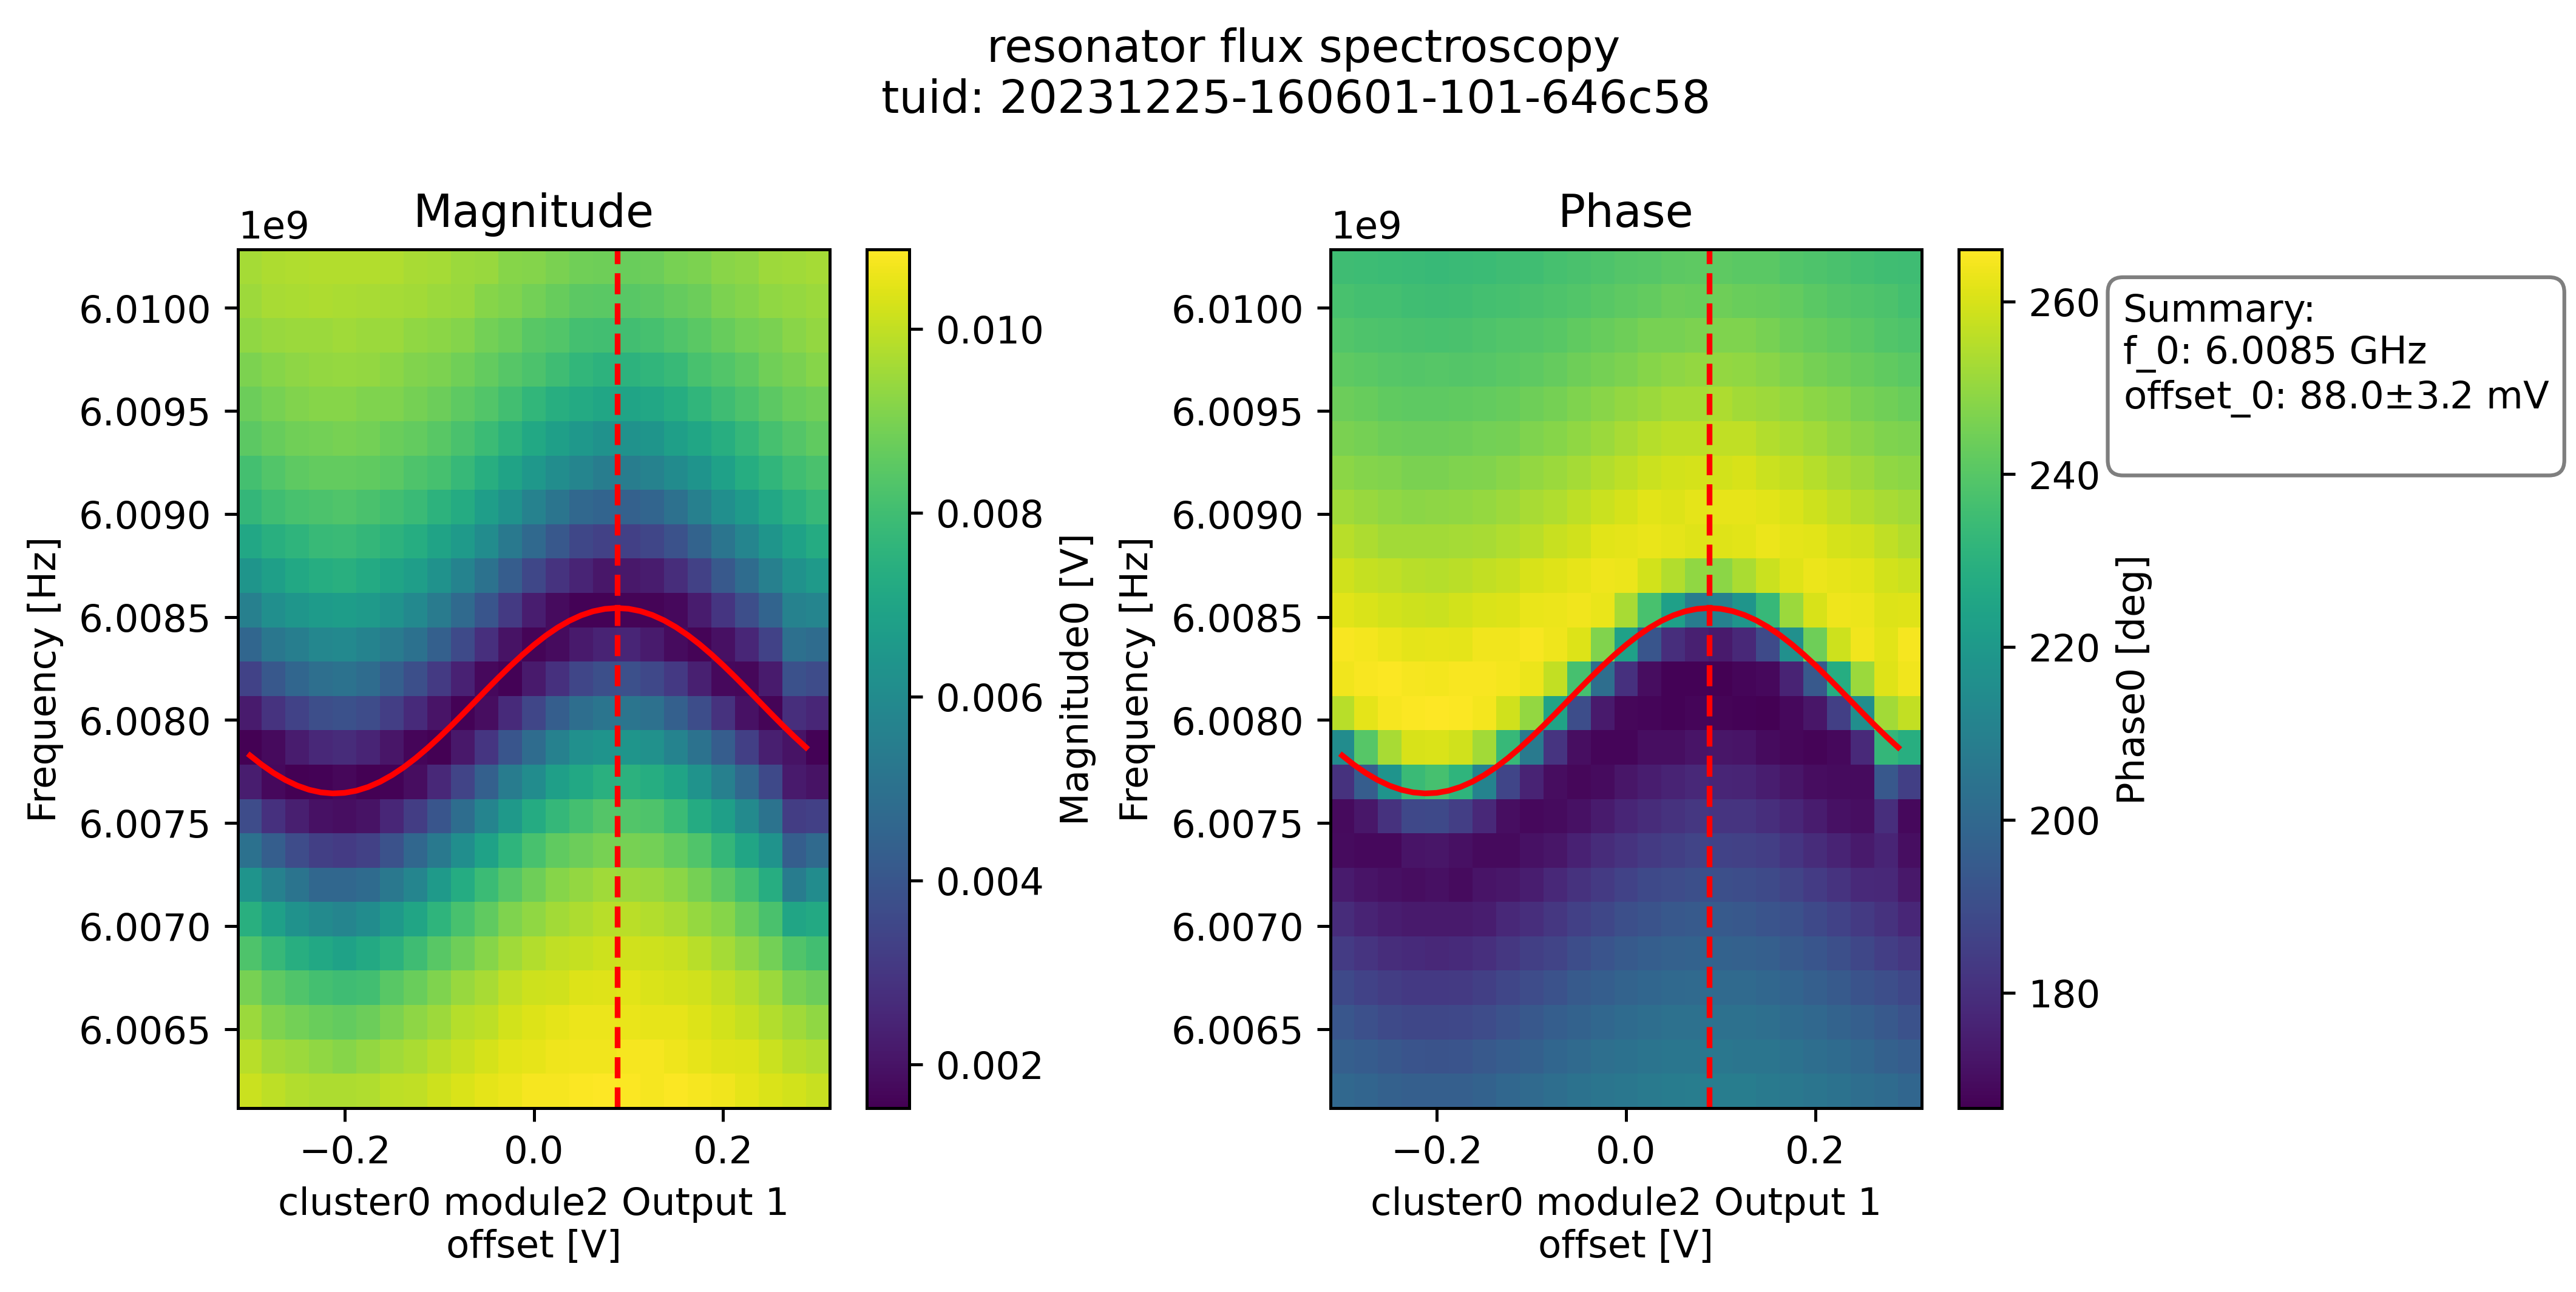 resonator flux spectroscopy
tuid: 20231225-160601-101-646c58
Magnitude
1e9
6.0100
6.0095
6.0090
6.0085
6.0080
6.0075
6.0070
6.0065
Frequency [Hz]
−0.2
0.0
0.2
cluster0 module2 Output 1
offset [V]
0.010
0.008
0.006
0.004
0.002
Magnitude0 [V]
Phase
1e9
6.0100
6.0095
6.0090
6.0085
6.0080
6.0075
6.0070
6.0065
Frequency [Hz]
−0.2
0.0
0.2
cluster0 module2 Output 1
offset [V]
260
240
220
200
180
Phase0 [deg]
Summary:
f_0: 6.0085 GHz
offset_0: 88.0±3.2 mV